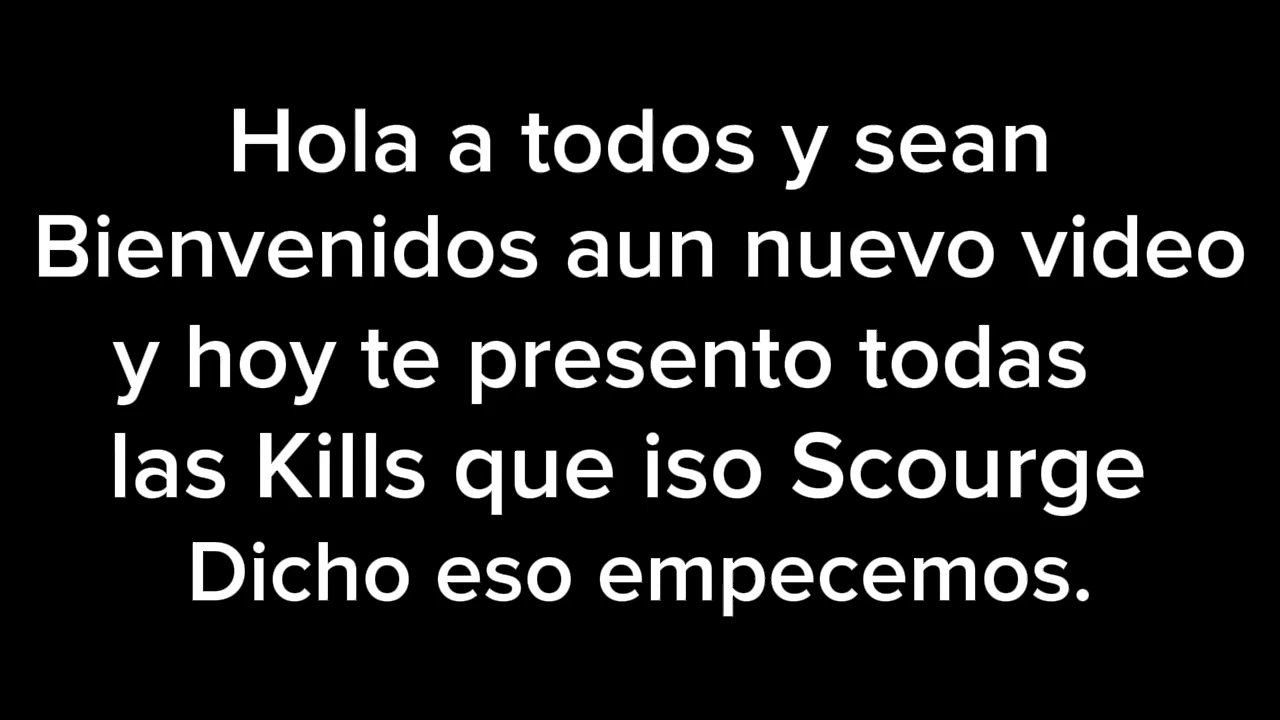 Hola a todos y sean
Bienvenidos aun nuevo video
y hoy te presento todas
las Kills que iso Scourge
Dicho eso empecemos.